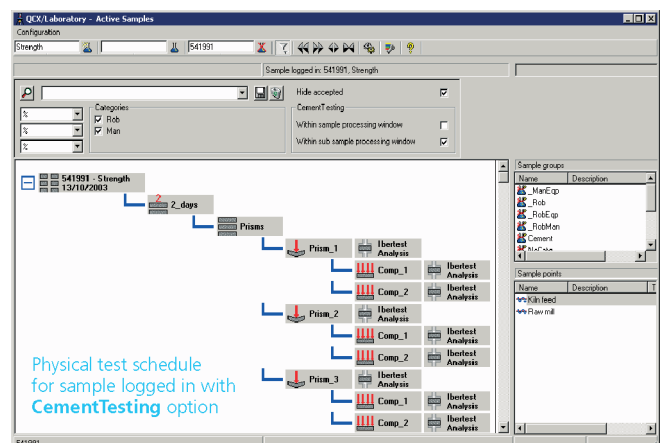 QCX/Laboratory - Active Samples
Configuration
Strength
541991
Sample logged in: 541991, Strength
Hide accepted
Categories
CementTesting
%
Rob
Man
Within sample processing window
%
Within sub sample processing window
%
541991 - Strength
13/10/2003
2
2_days
Prisms
Prism_1
Ibertest
Analysis
Comp_1
Ibertest
Analysis
Comp_2
Ibertest
Analysis
Prism_2
Ibertest
Analysis
Comp_1
Ibertest
Analysis
Comp_2
Ibertest
Analysis
Prism_3
Ibertest
Analysis
Comp_1
Ibertest
Analysis
Comp_2
Ibertest
Analysis
Physical test schedule
for sample logged in with
CementTesting option
Sample groups
Name Description
_ManEqp
_Rob
_RobEqp
_RobMan
Cement
Sample points
Name Description T
Kiln feed
Raw mill
541991